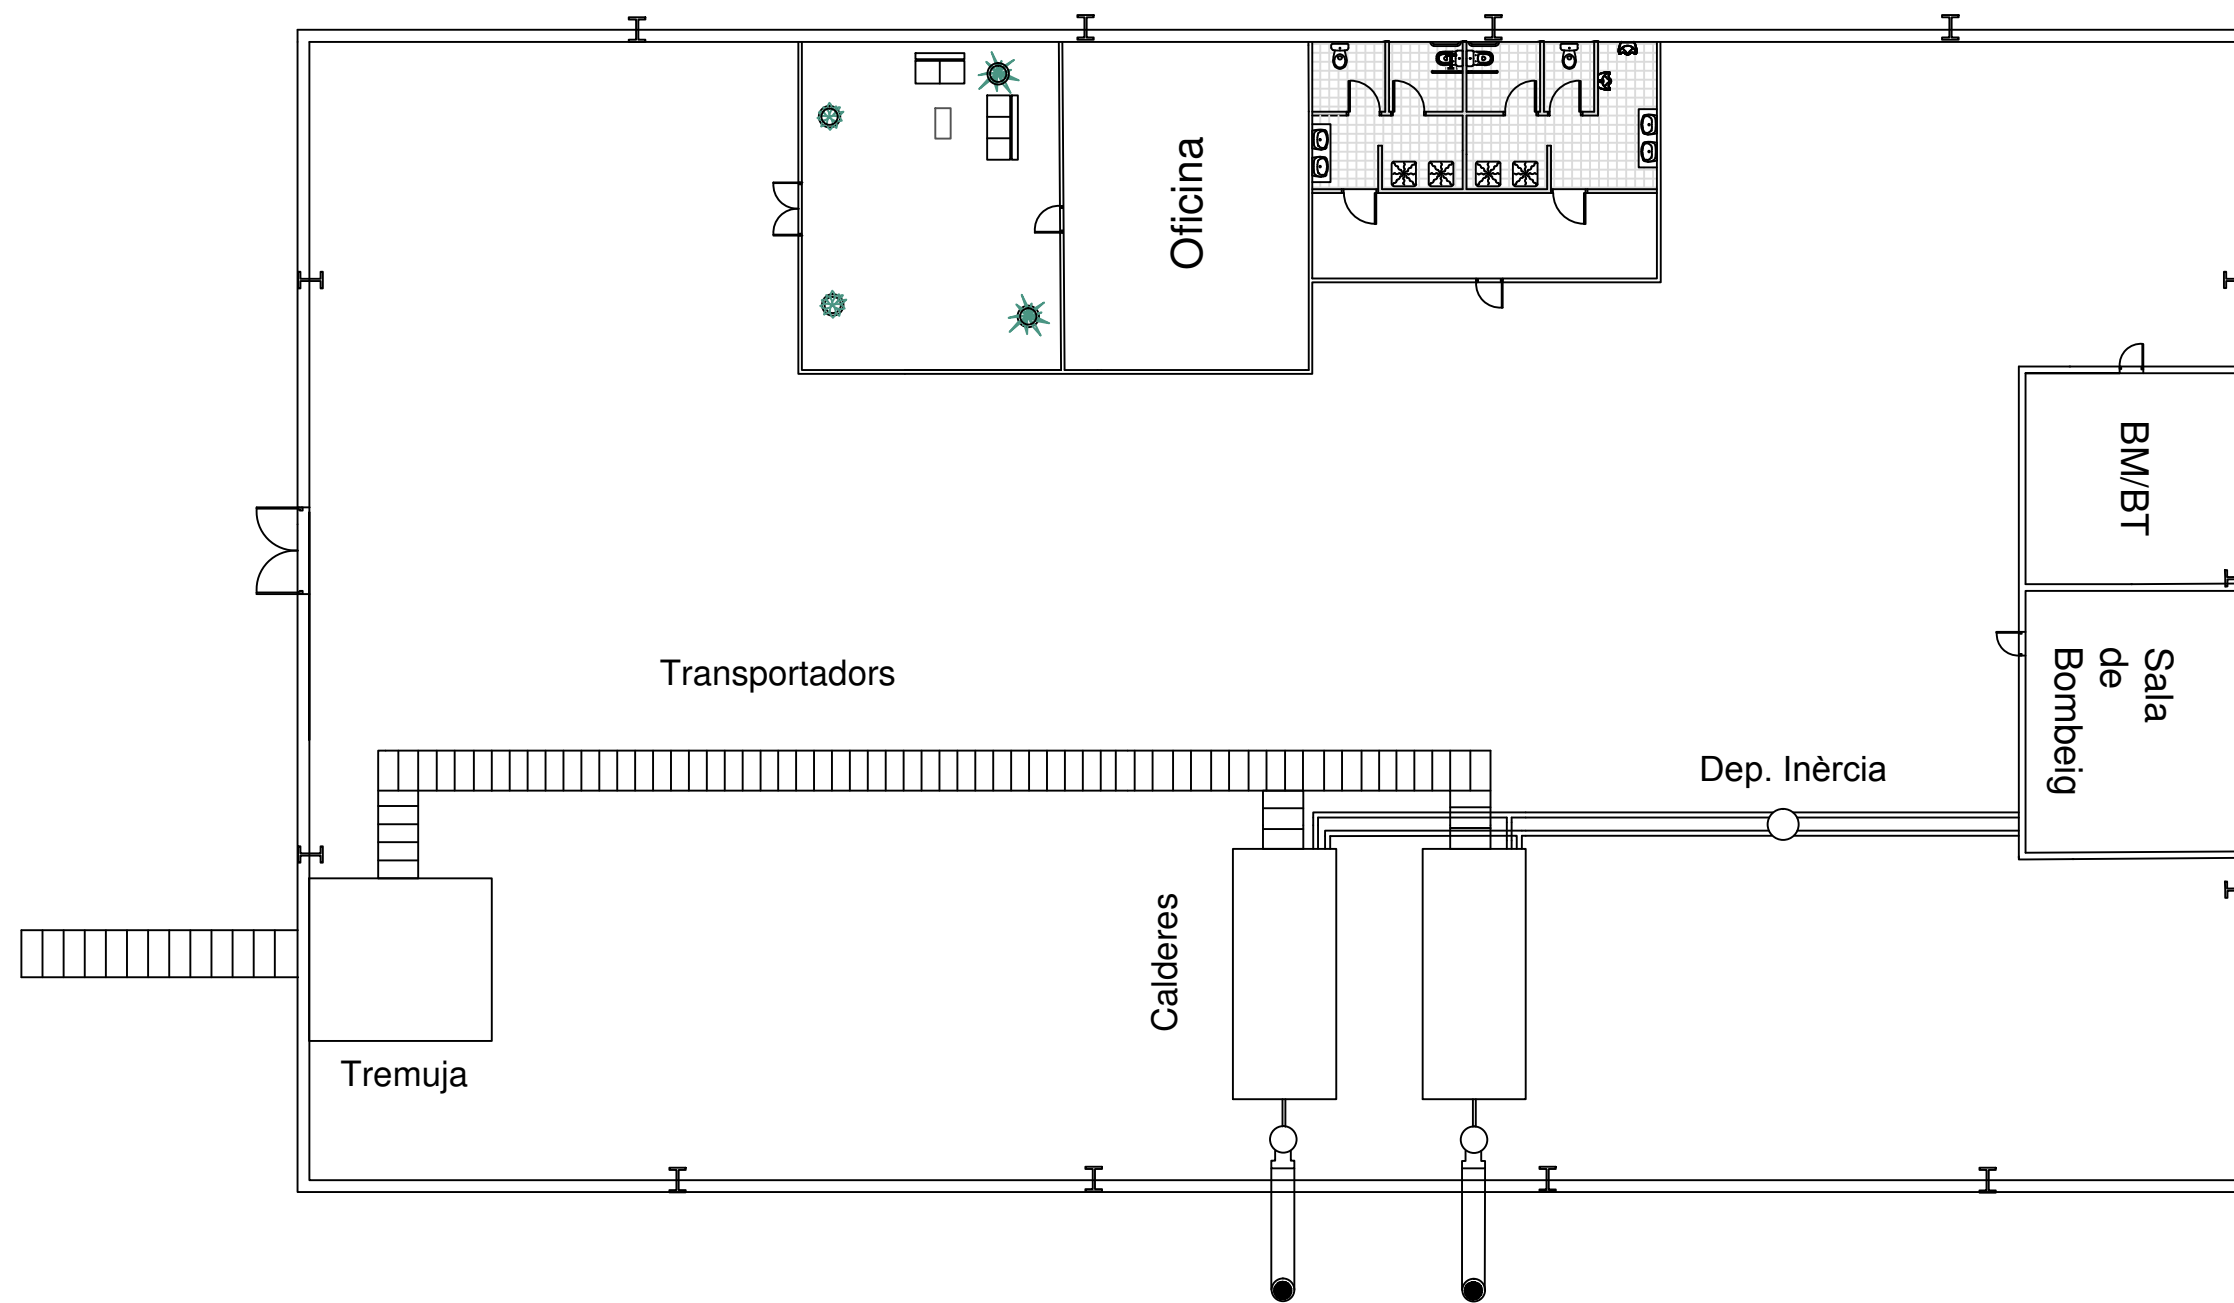 Oficina
BM/BT
Transportadors
Sala
de
Bombeig
Dep. Inèrcia
Calderes
Tremuja